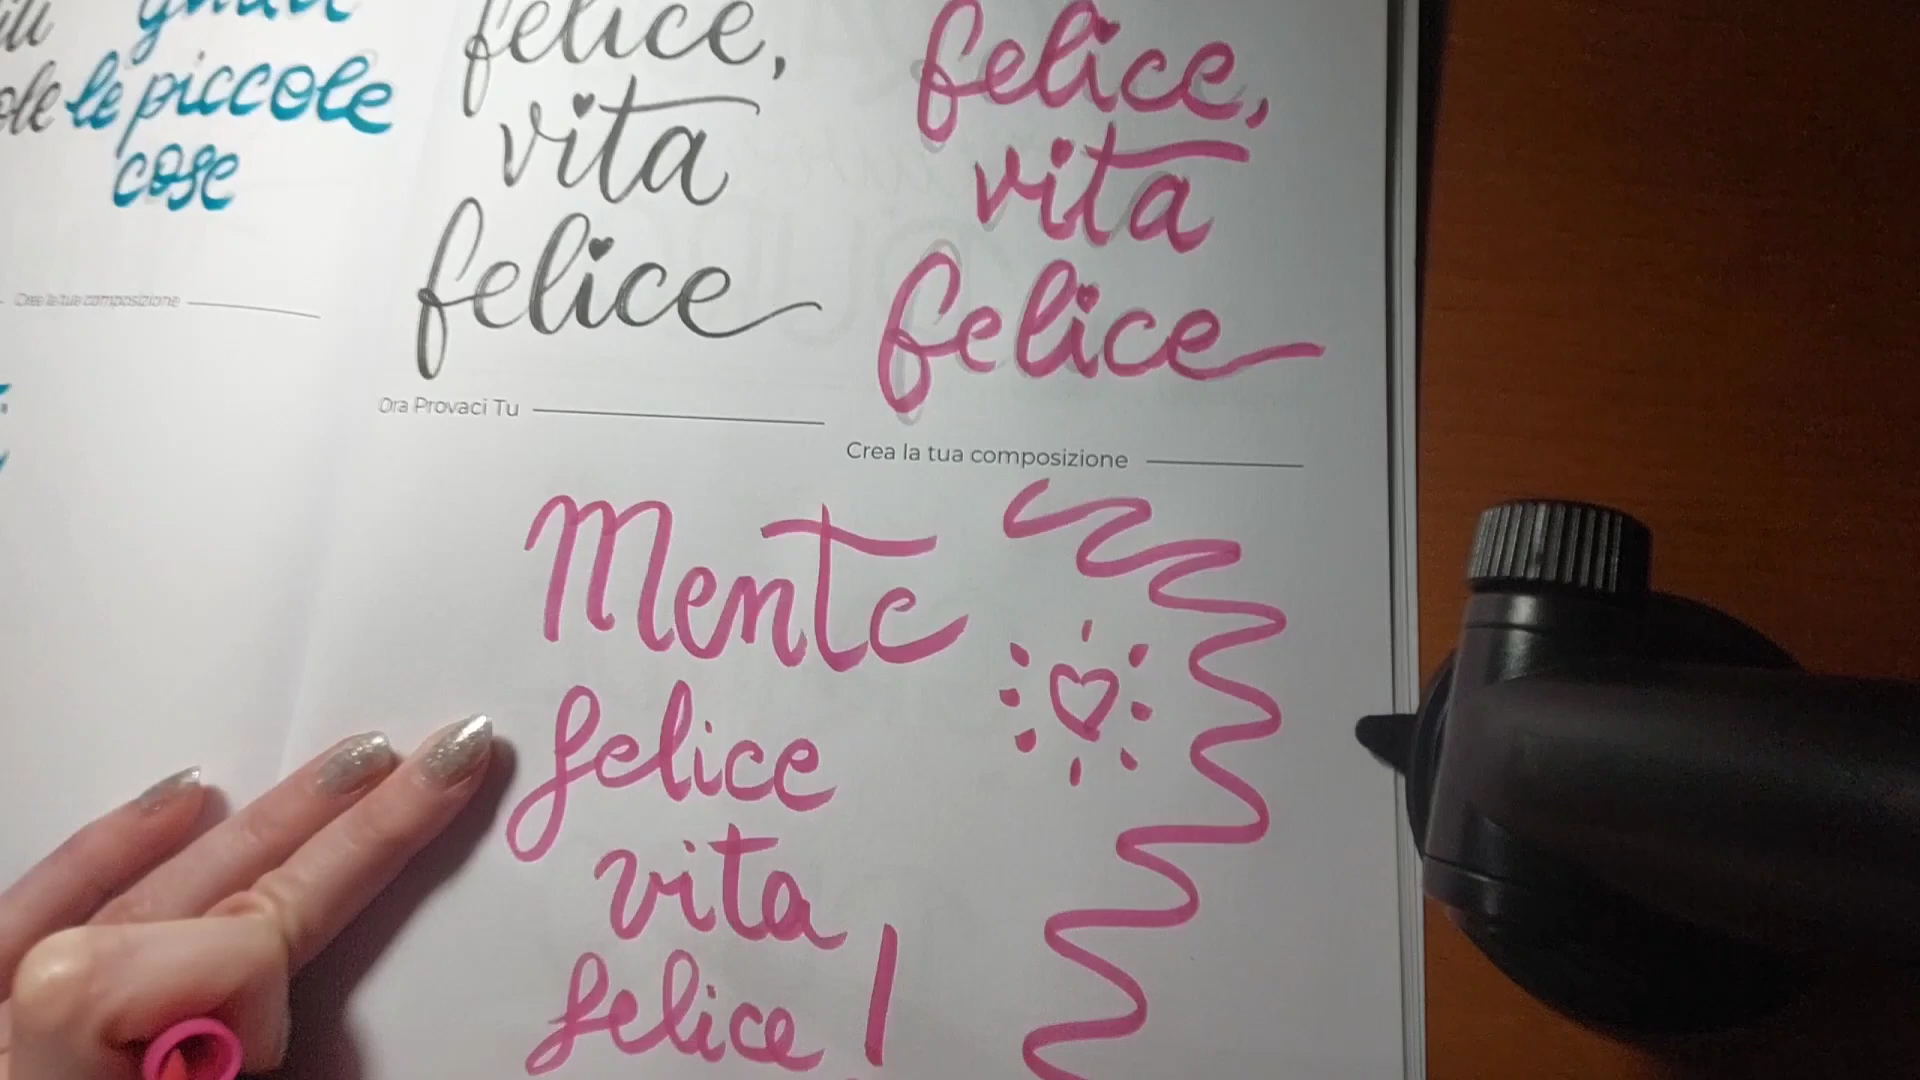 le piccole
cose
Crea la tua composizione
felice,
vita
felice
Ora Provaci Tu
felice,
vita
felice
Crea la tua composizione
Mente
felice
vita
felice!